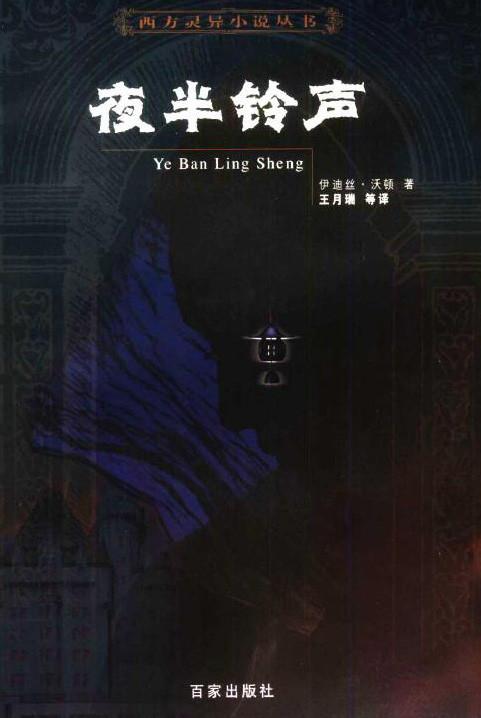 西方灵异小说丛书
夜半铃声
Ye Ban Ling Sheng
伊迪丝·沃顿 著
王月瑞 等译
百家出版社